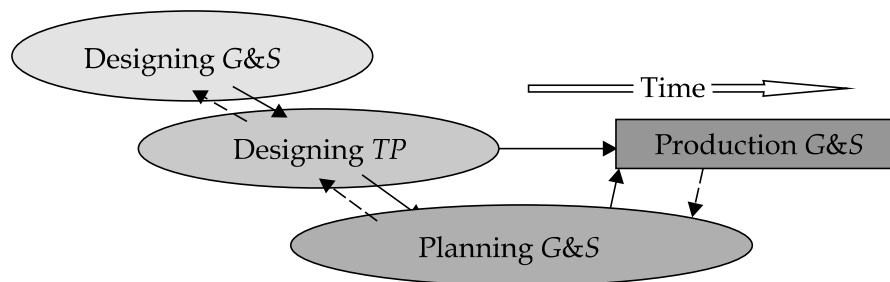 Designing G&S
Time
Designing TP
Production G&S
Planning G&S